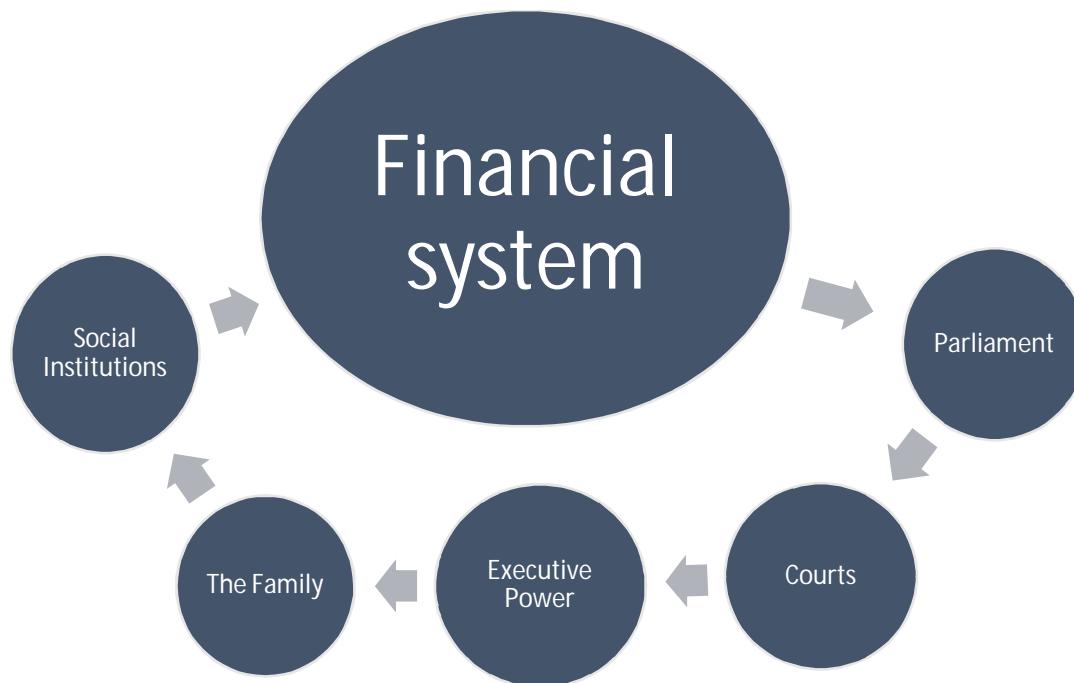 Financial
system
Social
Institutions
Parliament
The Family
Executive
Power
Courts